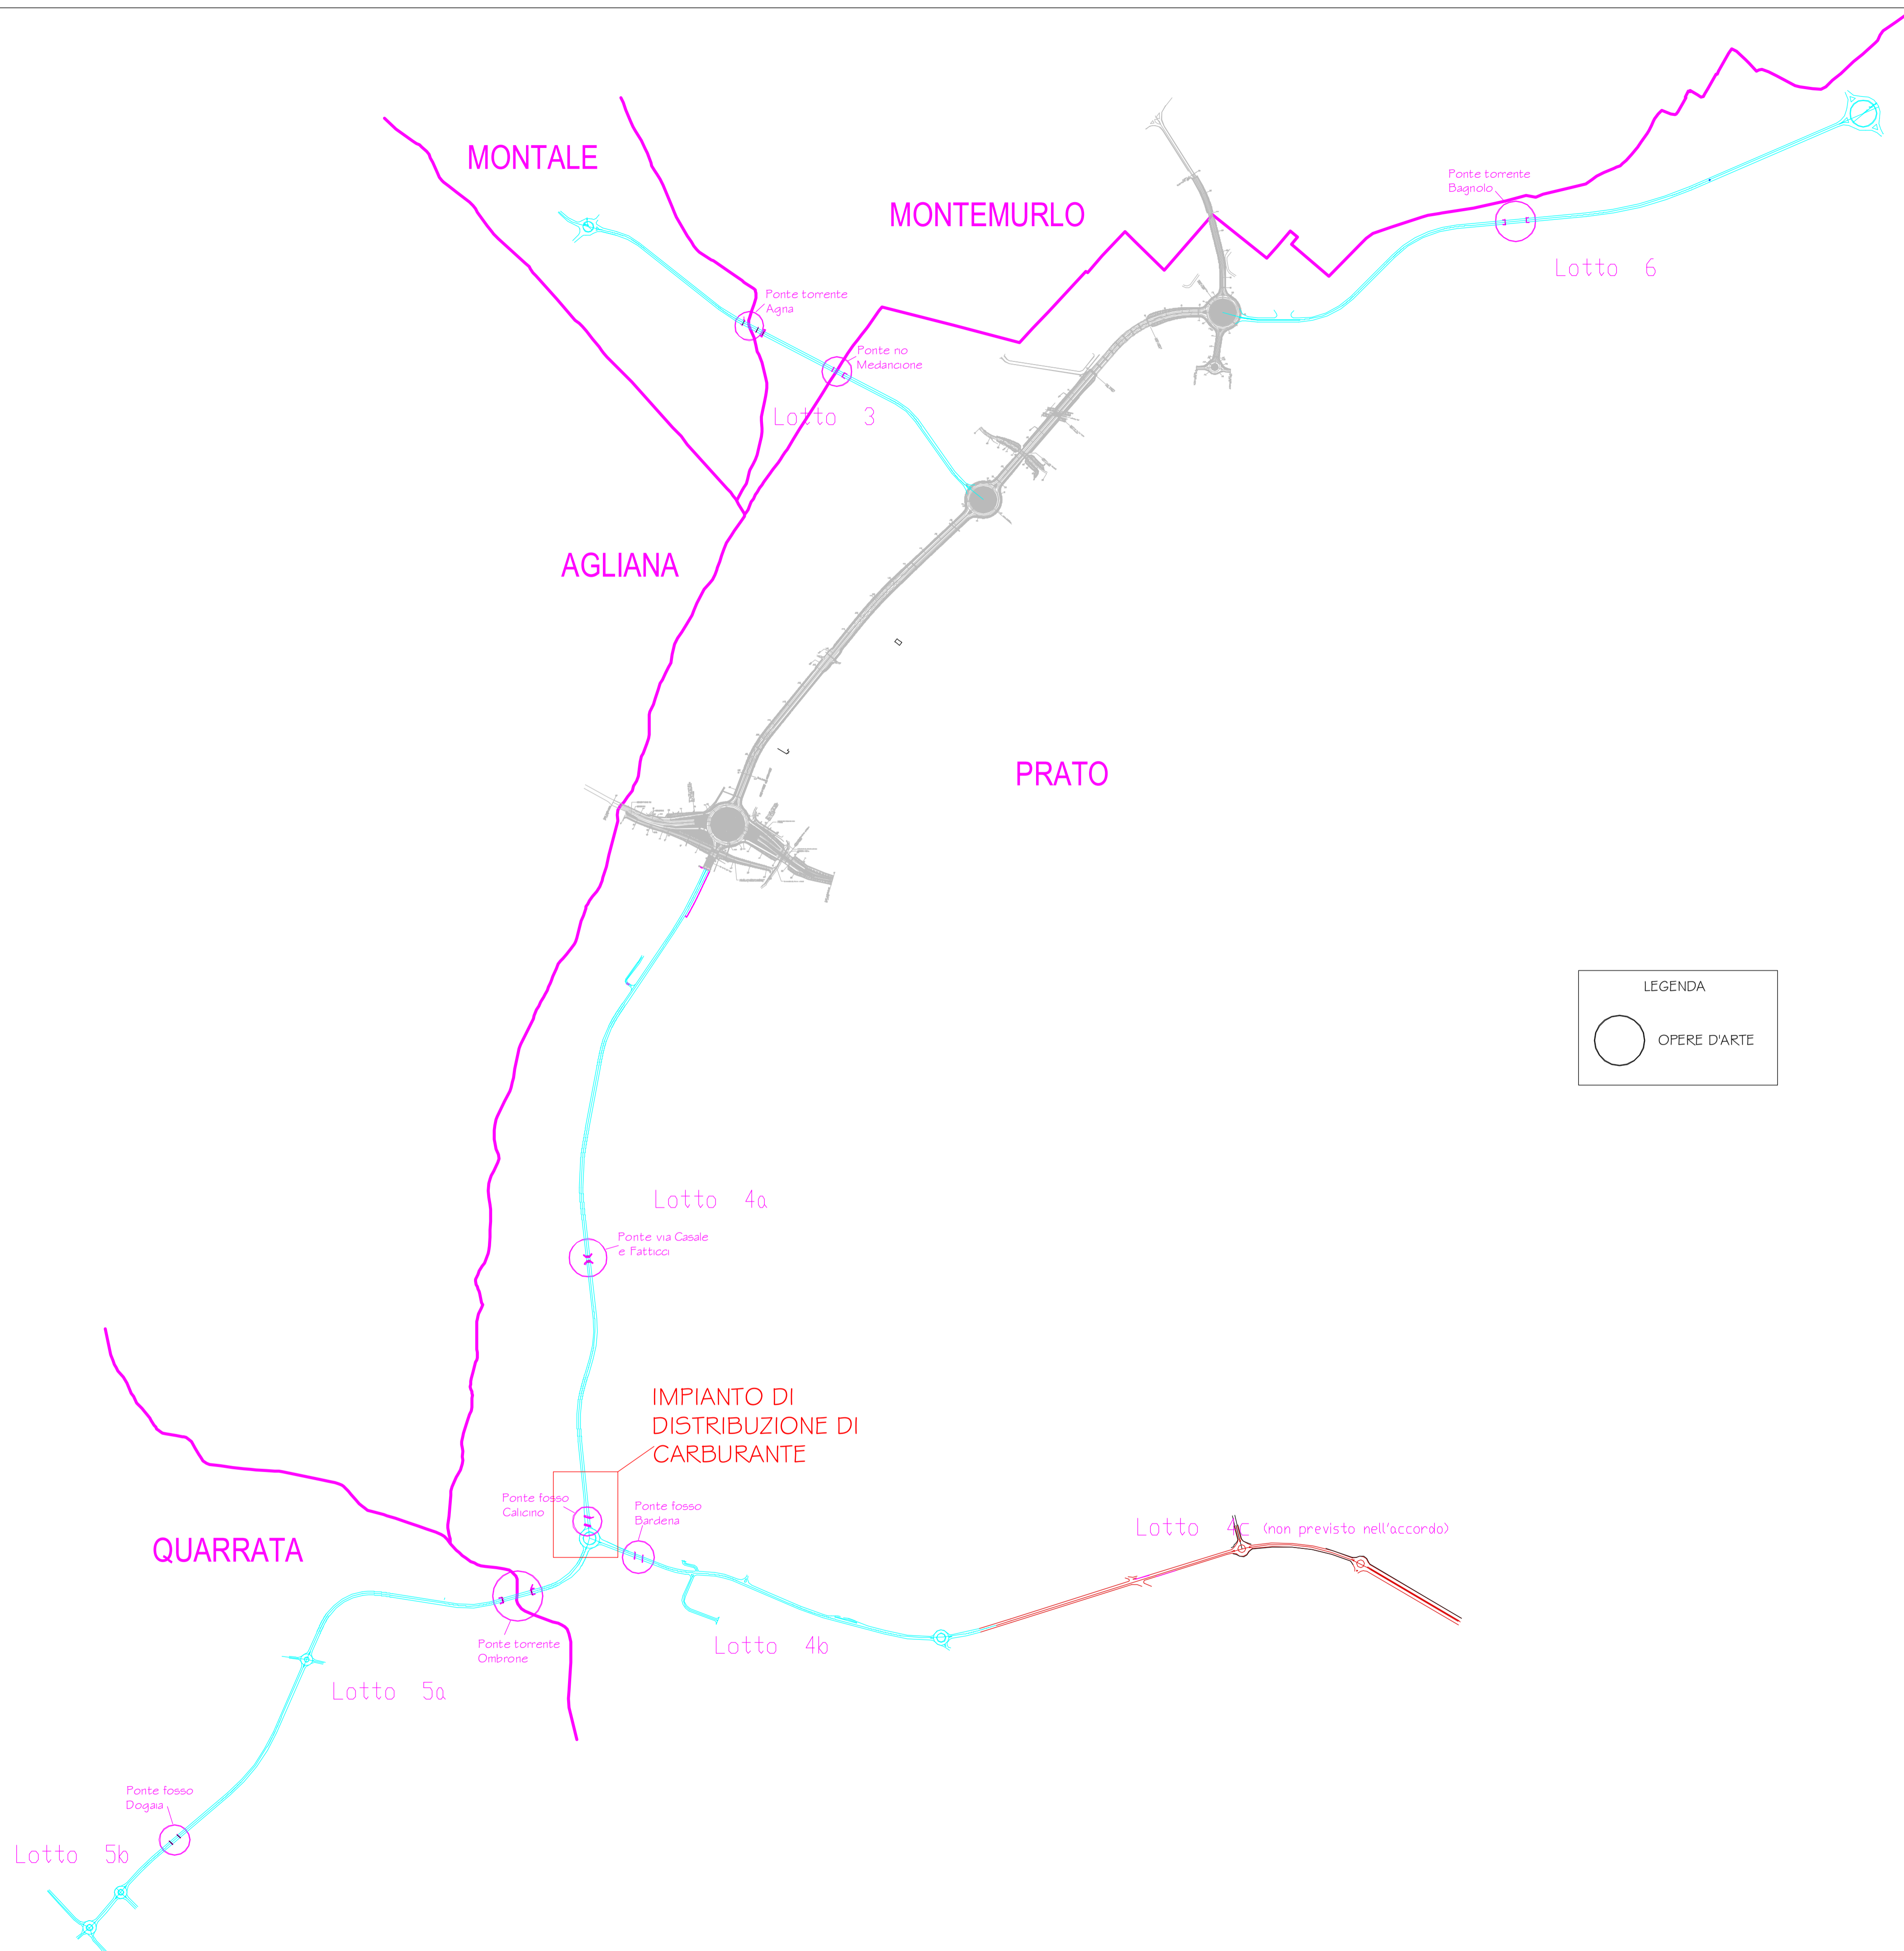 MONTALE
MONTEMURLO
Ponte torrente
Bagnolo
Lotto 6
Ponte torrente
Agna
Ponte no
Medancione
Lotto 3
AGLIANA
PRATO
LEGENDA
OPERE D'ARTE
Lotto 4a
Ponte via Casale
e Fatticci
IMPIANTO DI
DISTRIBUZIONE DI
CARBURANTE
Ponte fosso
Calicino
Ponte fosso
Bardena
QUARRATA
Lotto 4c (non previsto nell'accordo)
Ponte torrente
Ombrone
Lotto 4b
Lotto 5a
Ponte fosso
Dogaia
Lotto 5b